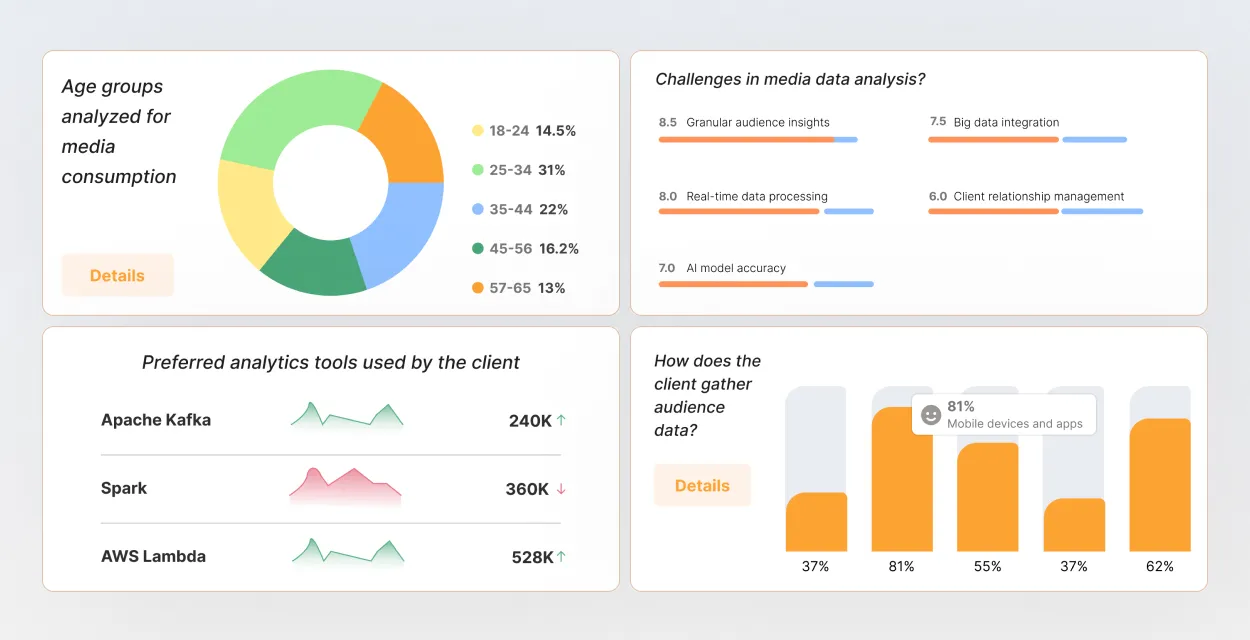 Age groups
analyzed for
media
consumption
Details
18-24 14.5%
25-34 31%
35-44 22%
45-56 16.2%
57-65 13%
Challenges in media data analysis?
8.5 Granular audience insights
7.5 Big data integration
8.0 Real-time data processing
6.0 Client relationship management
7.0 AI model accuracy
Preferred analytics tools used by the client
Apache Kafka 240K ↑
Spark 360K ↓
AWS Lambda 528K ↑
How does the
client gather
audience
data?
Details
81%
Mobile devices and apps
37% 81% 55% 37% 62%